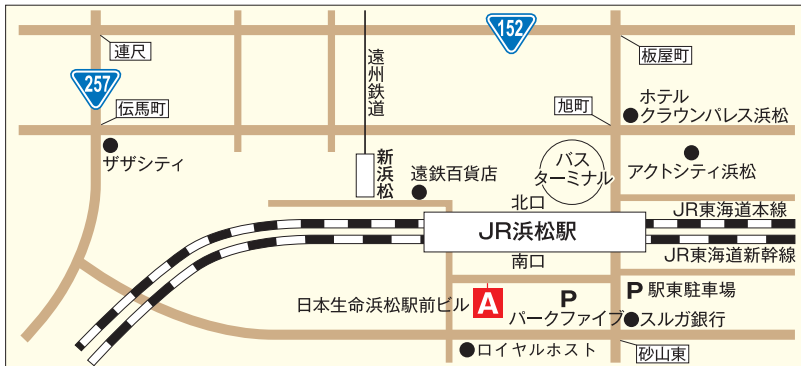 152
連尺
板屋町
257
遠州鉄道
伝馬町
旭町
ホテル
クラウンパレス浜松
ザザシティ
新浜松
遠鉄百貨店
バス
ターミナル
アクトシティ浜松
北口
JR東海道本線
JR浜松駅
南口
JR東海道新幹線
日本生命浜松駅前ビル
A
P
パークファイブ
P 駅東駐車場
スルガ銀行
ロイヤルホスト
砂山東